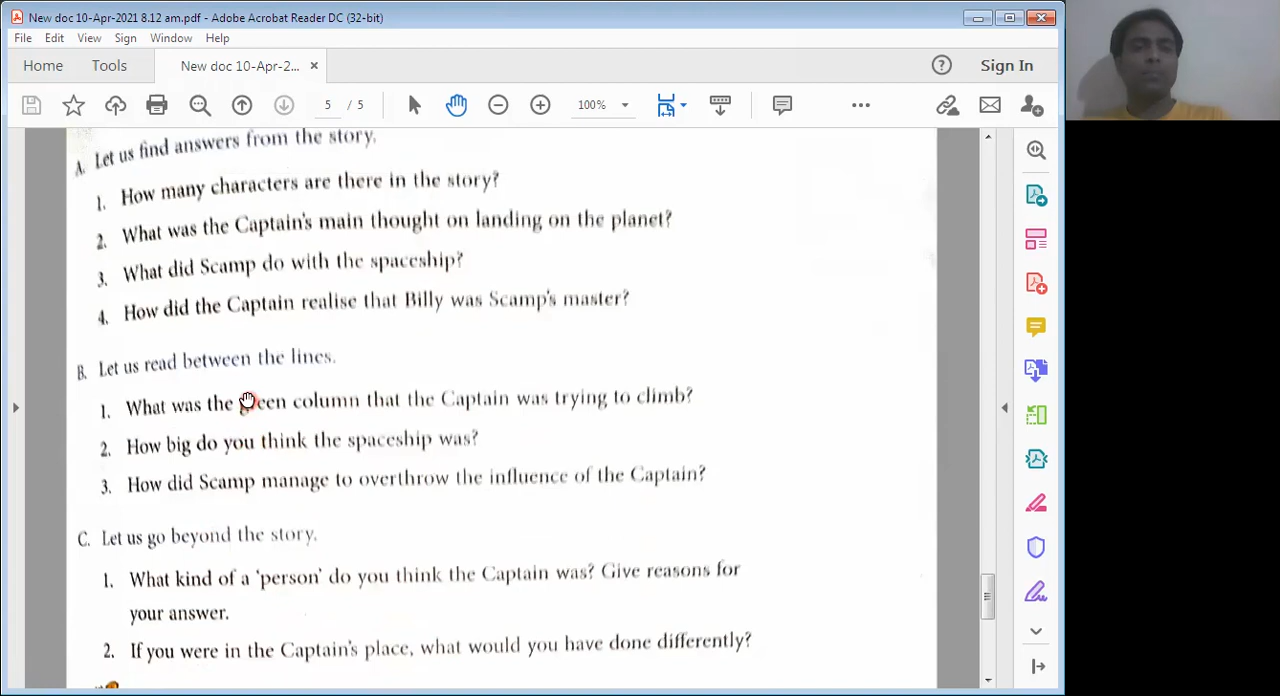 New doc 10-Apr-2021 8.12 am.pdf - Adobe Acrobat Reader DC (32-bit)
File Edit View Sign Window Help
Home Tools New doc 10-Apr-2... × Sign In
5 / 5 100%
A. Let us find answers from the story.
1. How many characters are there in the story?
2. What was the Captain's main thought on landing on the planet?
3. What did Scamp do with the spaceship?
4. How did the Captain realise that Billy was Scamp's master?
B. Let us read between the lines.
1. What was the green column that the Captain was trying to climb?
2. How big do you think the spaceship was?
3. How did Scamp manage to overthrow the influence of the Captain?
C. Let us go beyond the story.
1. What kind of a 'person' do you think the Captain was? Give reasons for
your answer.
2. If you were in the Captain's place, what would you have done differently?